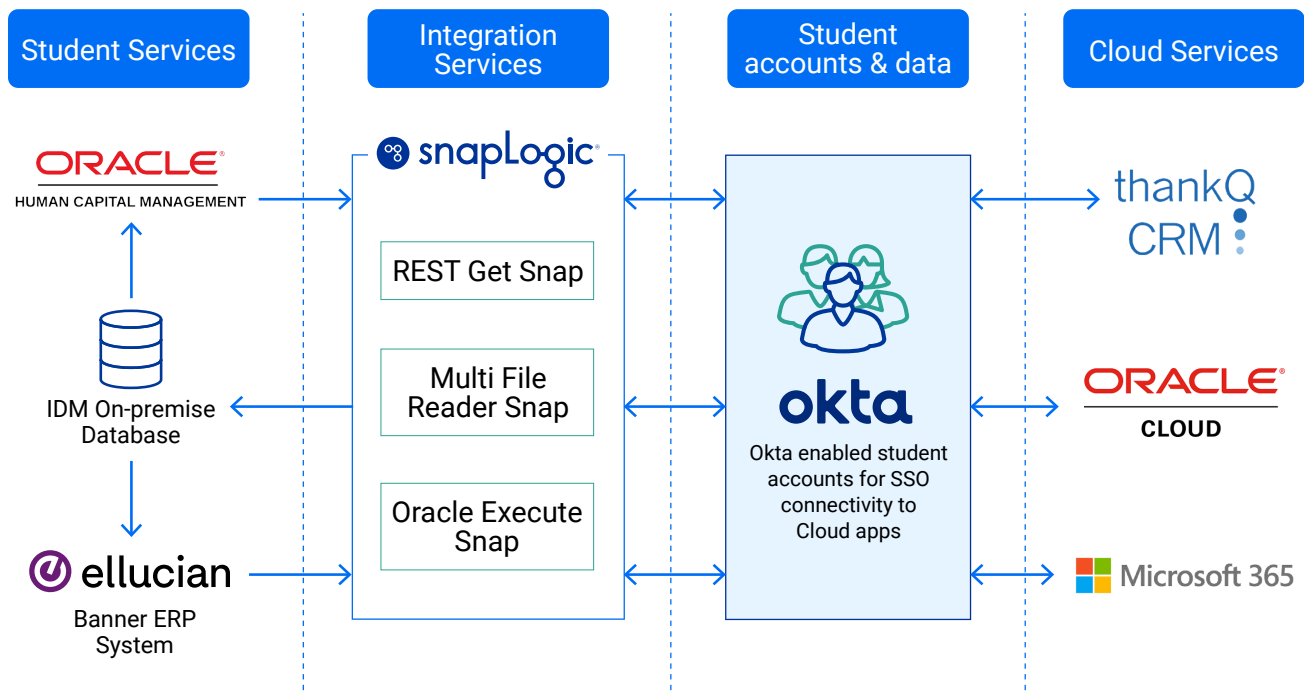 Student Services
Integration
Services
Student
accounts & data
Cloud Services
ORACLE®
HUMAN CAPITAL MANAGEMENT
IDM On-premise
Database
ellucian
Banner ERP
System
snapLogic®
REST Get Snap
Multi File
Reader Snap
Oracle Execute
Snap
okta
Okta enabled student
accounts for SSO
connectivity to
Cloud apps
thankQ
CRM
ORACLE®
CLOUD
Microsoft 365